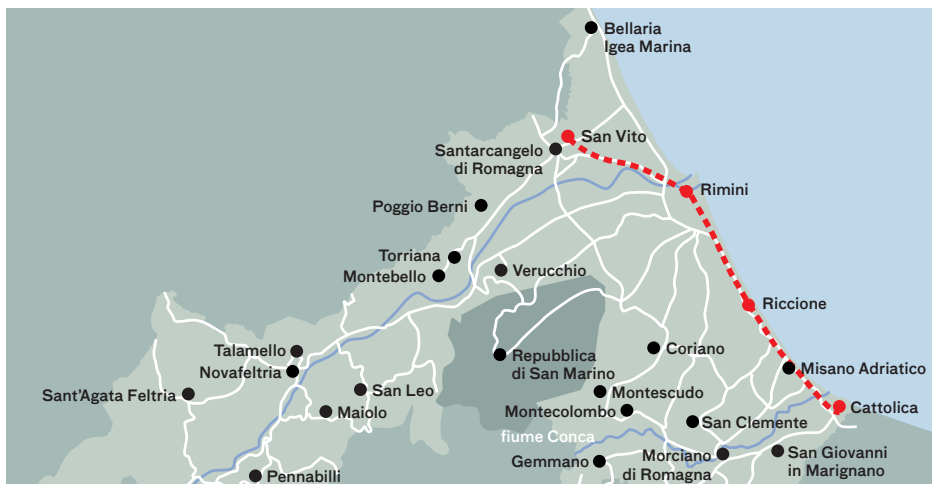 Bellaria
Igea Marina
San Vito
Santarcangelo
di Romagna
Rimini
Poggio Berni
Torriana
Montebello
Verucchio
Riccione
Talamello
Novafeltria
Repubblica
di San Marino
Coriano
Misano Adriatico
Sant'Agata Feltria
San Leo
Maiolo
Montescudo
Montecolombo
Cattolica
San Clemente
fiume Conca
Gemmano
Morciano
di Romagna
San Giovanni
in Marignano
Pennabilli